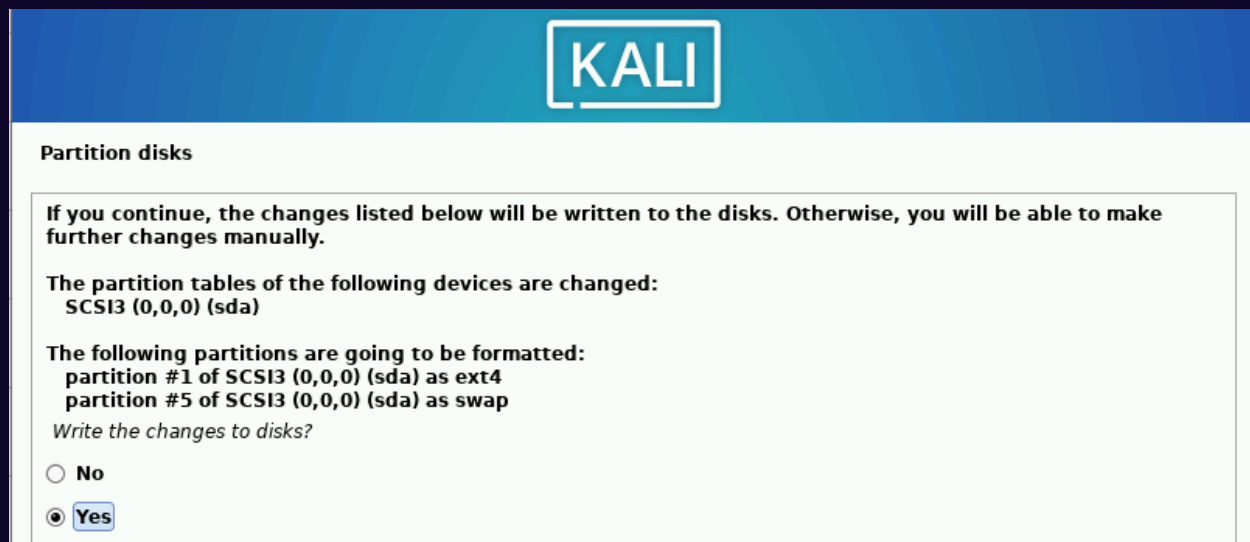 KALI
Partition disks
If you continue, the changes listed below will be written to the disks. Otherwise, you will be able to make
further changes manually.
The partition tables of the following devices are changed:
SCSI3 (0,0,0) (sda)
The following partitions are going to be formatted:
partition #1 of SCSI3 (0,0,0) (sda) as ext4
partition #5 of SCSI3 (0,0,0) (sda) as swap
Write the changes to disks?
No
Yes